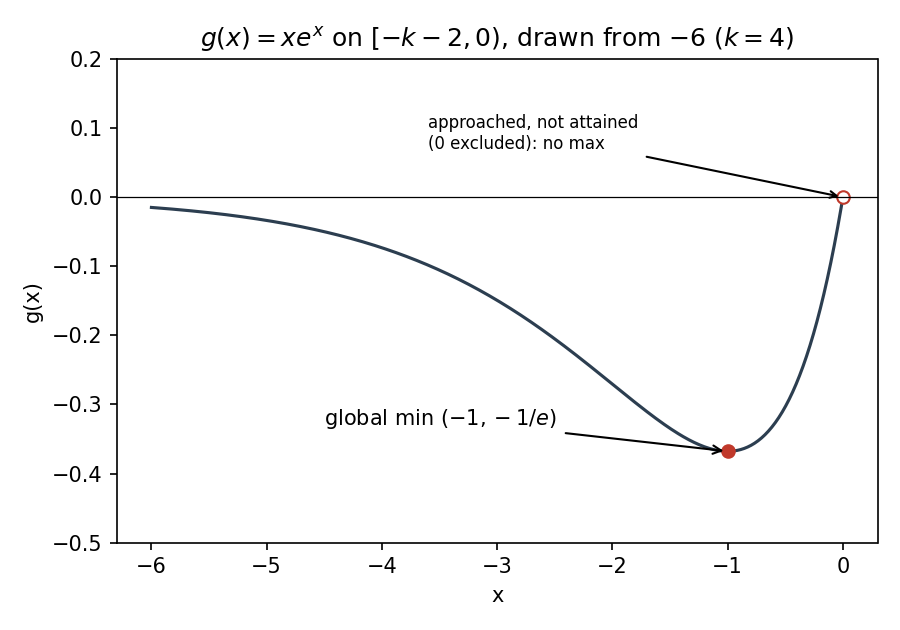 g(x) = xeˣ on [−k − 2, 0), drawn from −6 (k = 4)
0.2
approached, not attained
(0 excluded): no max
0.1
0.0
−0.1
g(x)
−0.2
−0.3
global min (−1, −1/e)
−0.4
−0.5
−6 −5 −4 −3 −2 −1 0
x